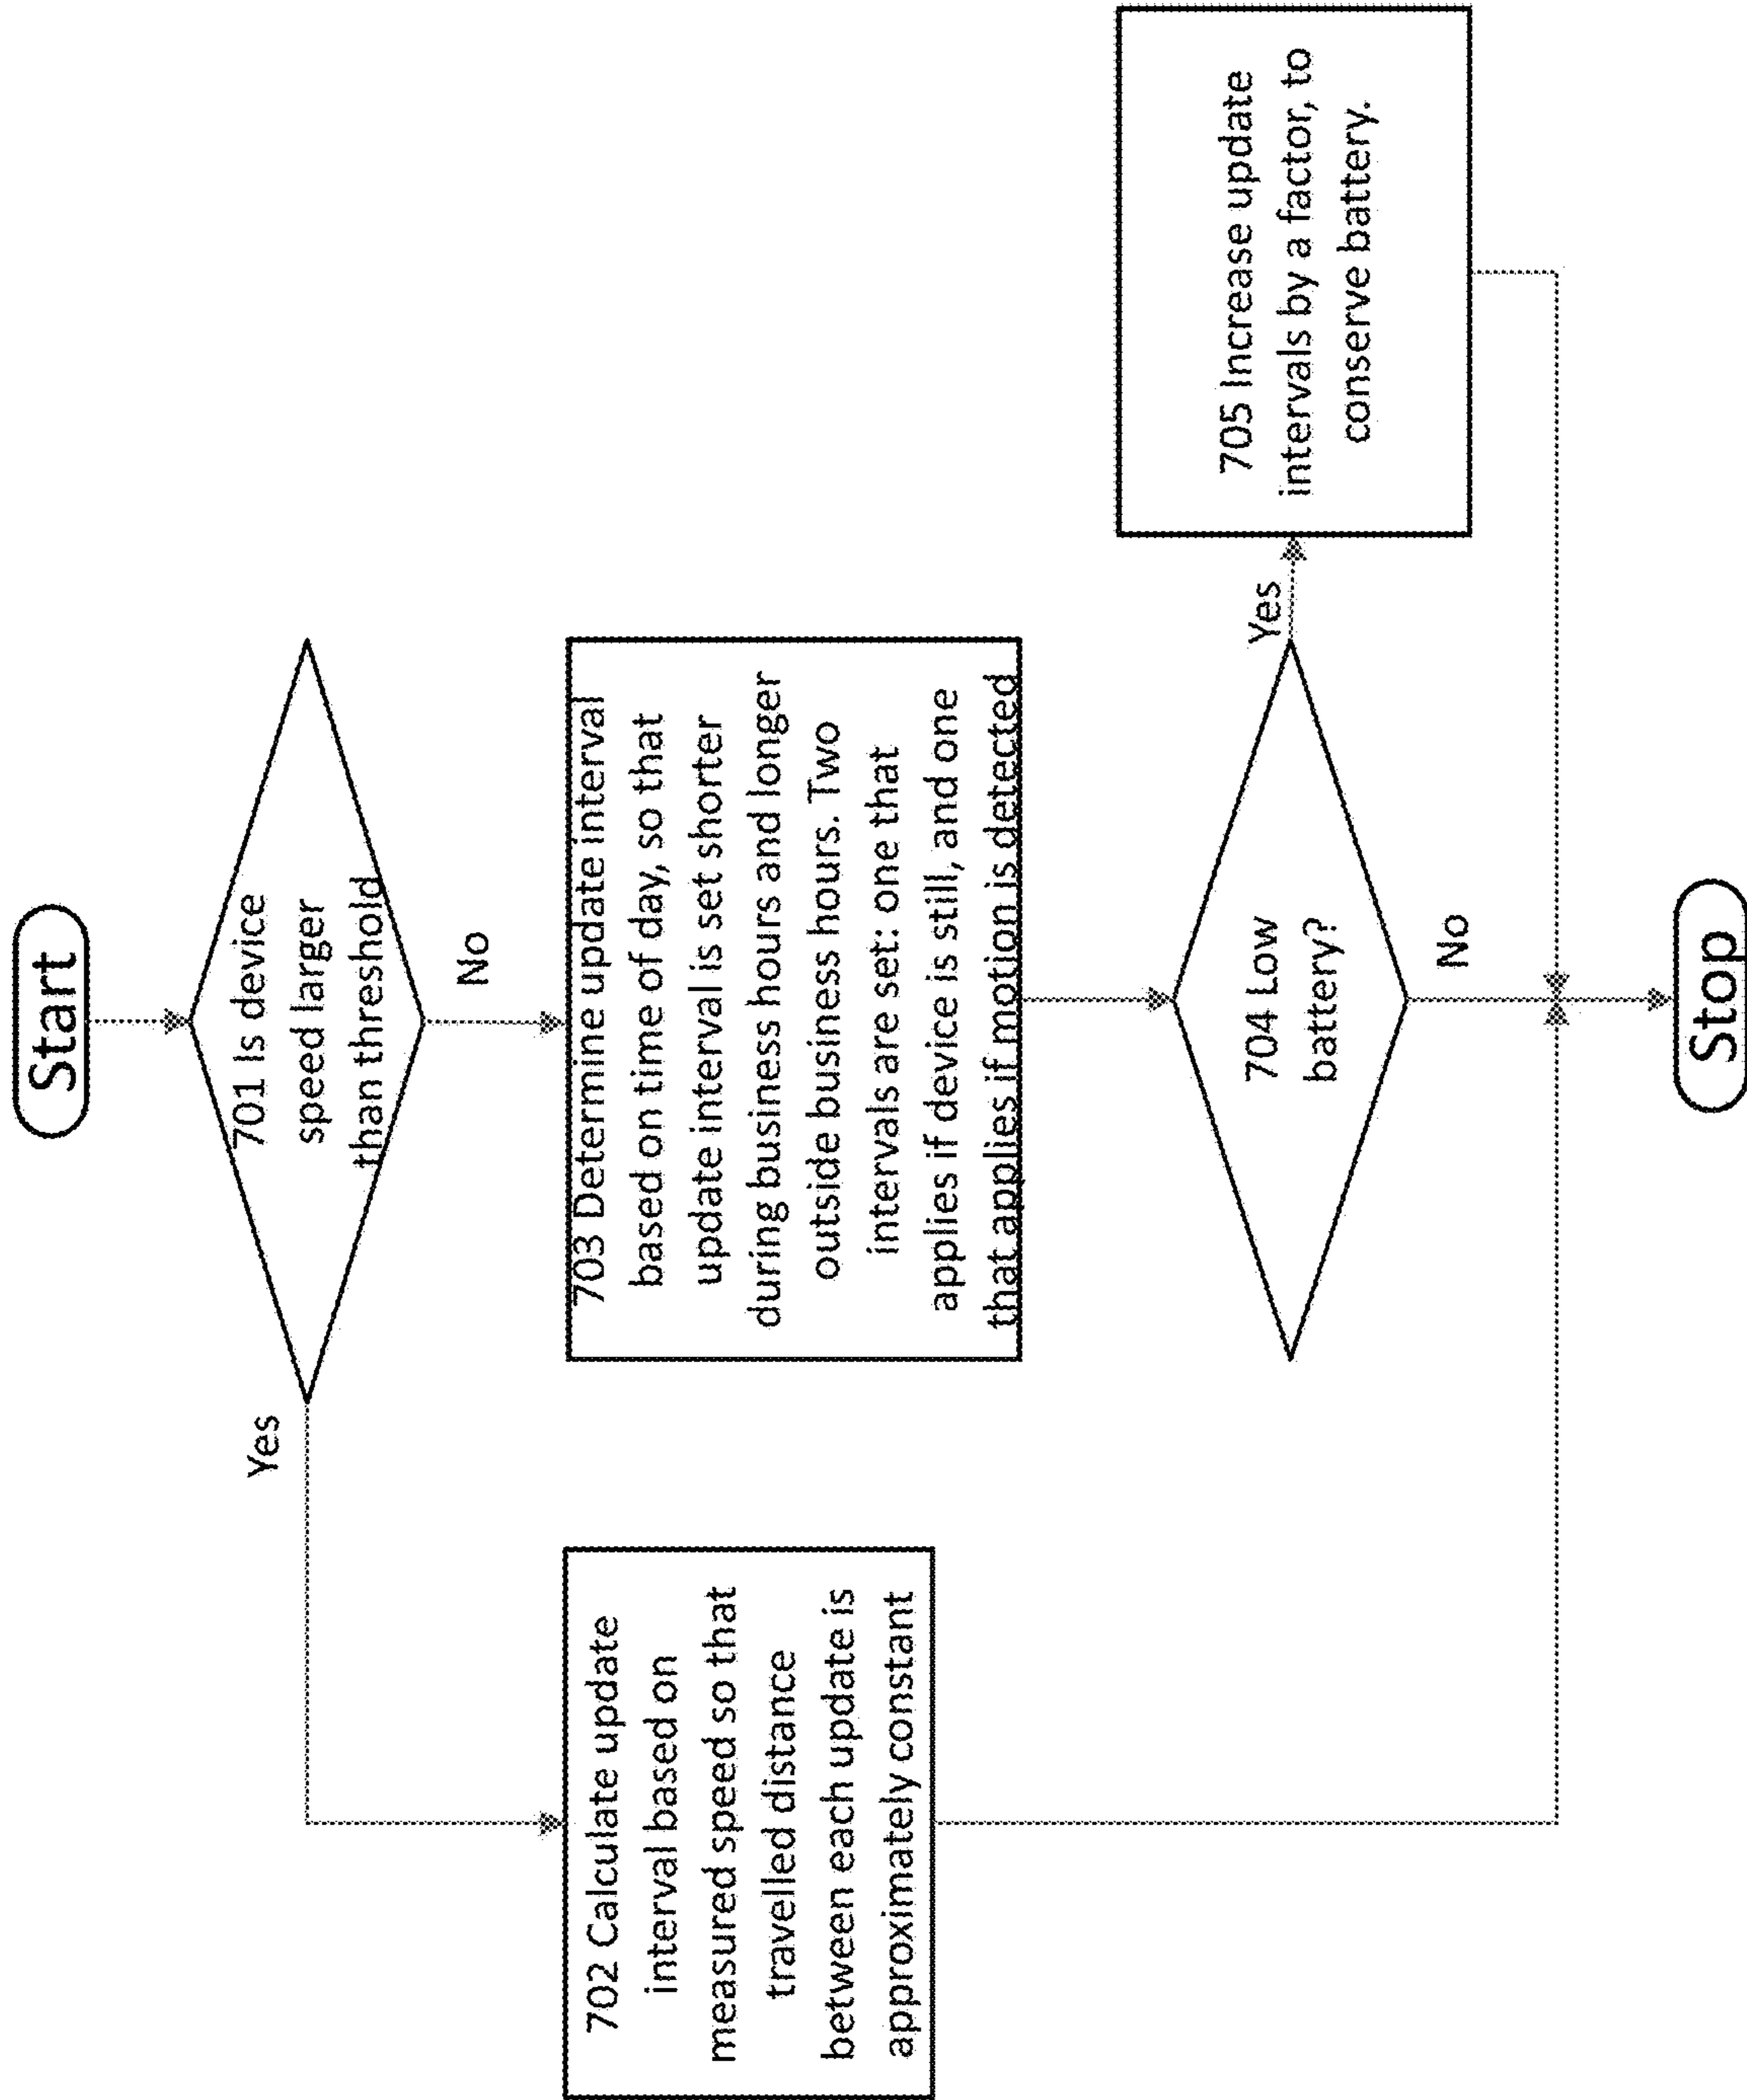 Start
701 Is device
speed larger
than threshold
Yes
No
702 Calculate update
interval based on
measured speed so that
travelled distance
between each update is
approximately constant
703 Determine update interval
based on time of day, so that
update interval is set shorter
during business hours and longer
outside business hours. Two
intervals are set: one that
applies if device is still, and one
that applies if motion is detected
704 Low
battery?
Yes
No
705 Increase update
intervals by a factor, to
conserve battery.
Stop